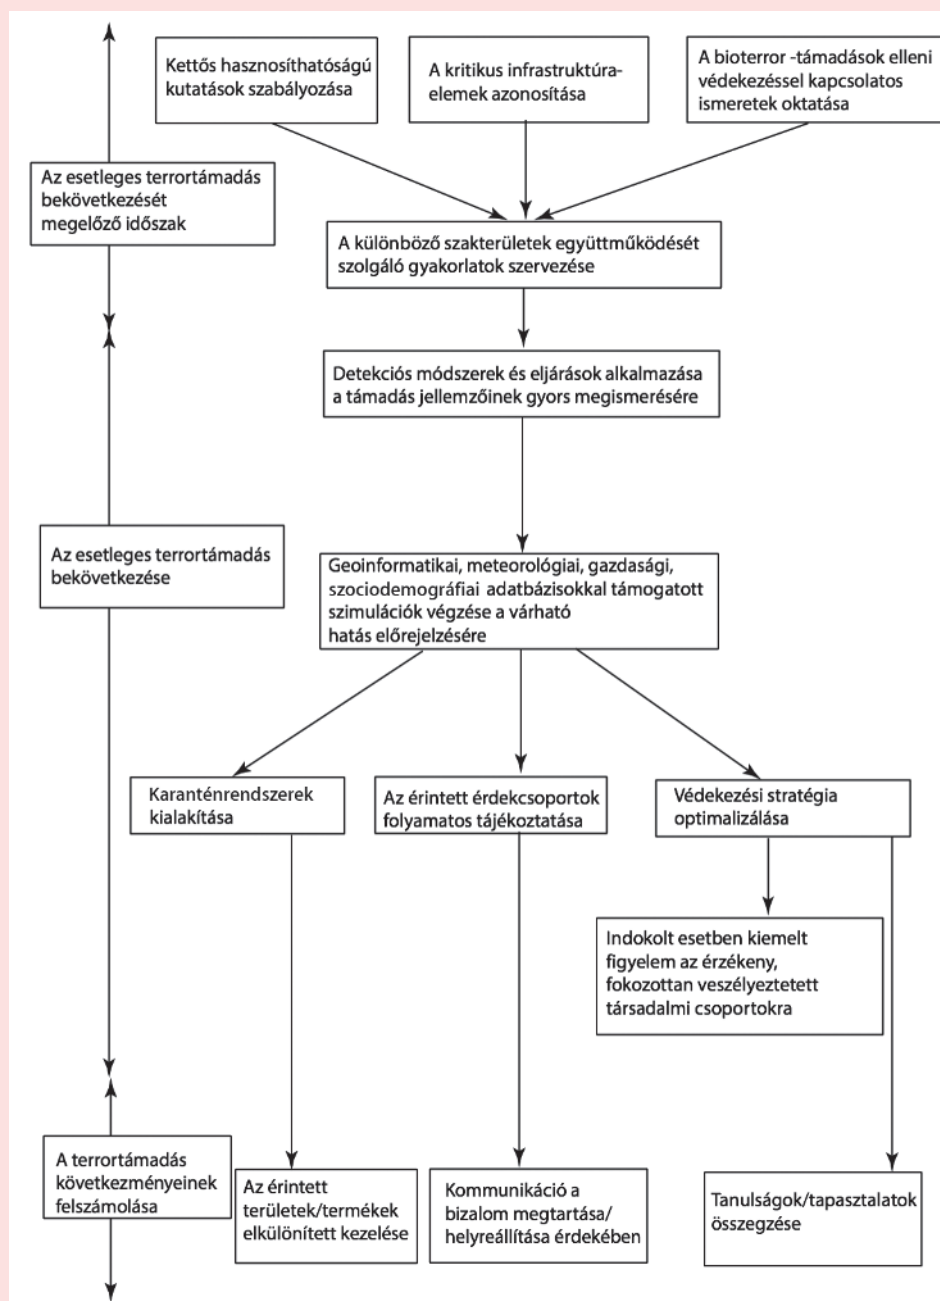 Kettős hasznosíthatóságú
kutatások szabályozása
A kritikus infrastruktúra-
elemek azonosítása
A bioterror -támadások elleni
védekezéssel kapcsolatos
ismeretek oktatása
Az esetleges terrortámadás
bekövetkezését
megelőző időszak
A különböző szakterületek együttműködését
szolgáló gyakorlatok szervezése
Detekciós módszerek és eljárások alkalmazása
a támadás jellemzőinek gyors megismerésére
Az esetleges terrortámadás
bekövetkezése
Geoinformatikai, meteorológiai, gazdasági,
szociodemográfiai adatbázisokkal támogatott
szimulációk végzése a várható
hatás előrejelzésére
Karanténrendszerek
kialakítása
Az érintett érdekcsoportok
folyamatos tájékoztatása
Védekezési stratégia
optimalizálása
Indokolt esetben kiemelt
figyelem az érzékeny,
fokozottan veszélyeztetett
társadalmi csoportokra
A terrortámadás
következményeinek
felszámolása
Az érintett
területek/termékek
elkülönített kezelése
Kommunikáció a
bizalom megtartása/
helyreállítása érdekében
Tanulságok/tapasztalatok
összegzése